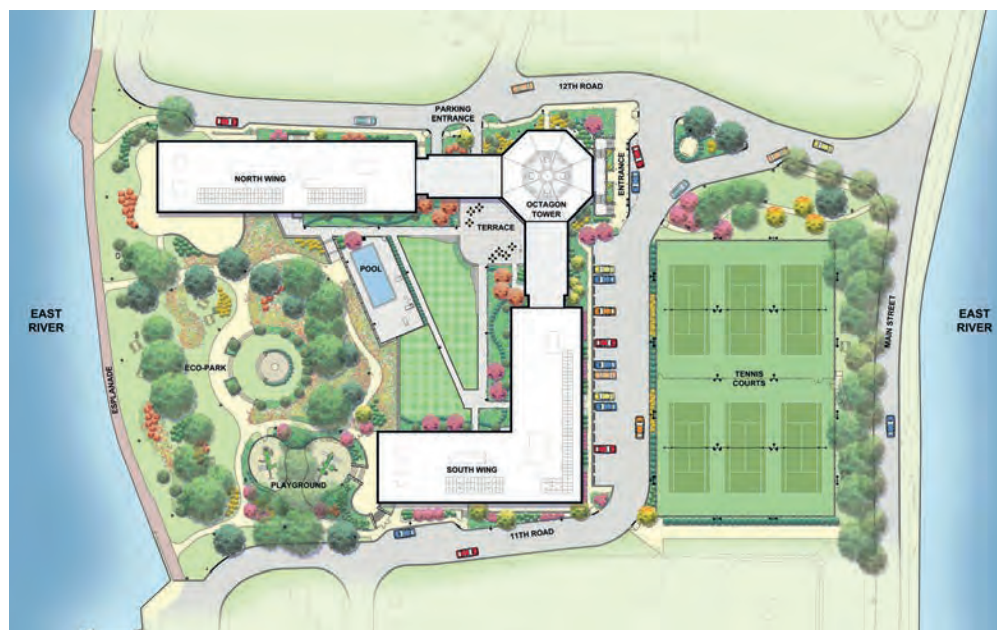 12TH ROAD
PARKING
ENTRANCE
NORTH WING
ENTRANCE
OCTAGON
TOWER
TERRACE
POOL
EAST
RIVER
EAST
RIVER
MAIN STREET
ESPLANADE
ECO-PARK
TENNIS
COURTS
SOUTH WING
PLAYGROUND
11TH ROAD